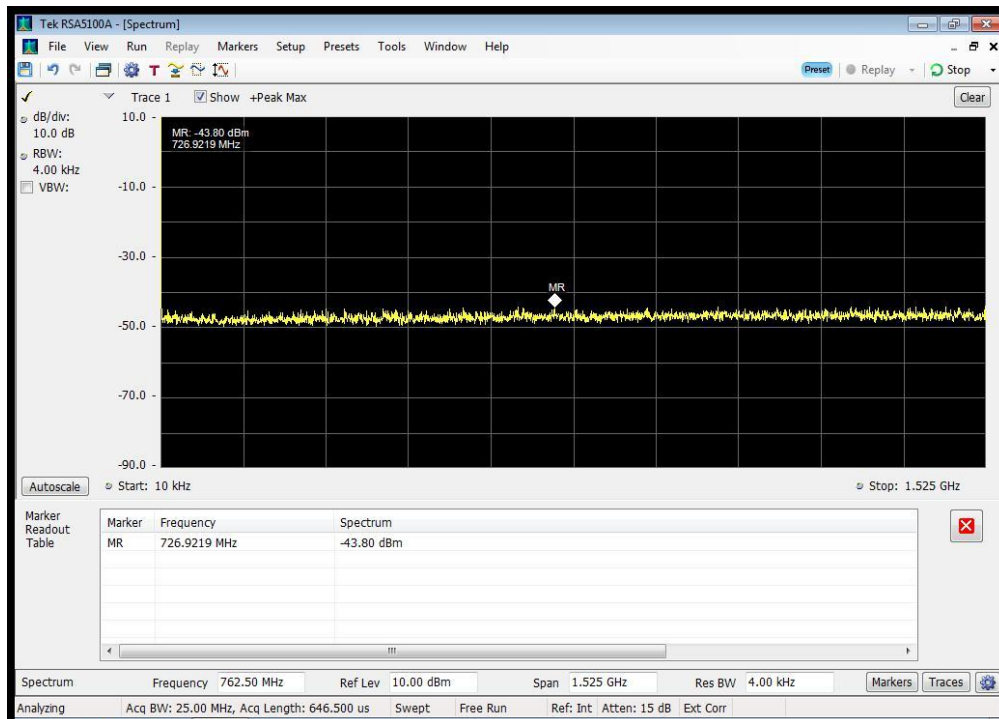 Tek RSA5100A - [Spectrum]
File View Run Replay Markers Setup Presets Tools Window Help
T Preset Replay Stop
Trace 1 Show +Peak Max Clear
dB/div:
10.0 dB
RBW:
4.00 kHz
VBW:
10.0
-10.0
-30.0
-50.0
-70.0
-90.0
MR: -43.80 dBm
726.9219 MHz
MR
Autoscale Start: 10 kHz Stop: 1.525 GHz
Marker
Readout
Table
Marker Frequency Spectrum
MR 726.9219 MHz -43.80 dBm
Spectrum Frequency 762.50 MHz Ref Lev 10.00 dBm Span 1.525 GHz Res BW 4.00 kHz Markers Traces
Analyzing Acq BW: 25.00 MHz, Acq Length: 646.500 us Swept Free Run Ref: Int Atten: 15 dB Ext Corr